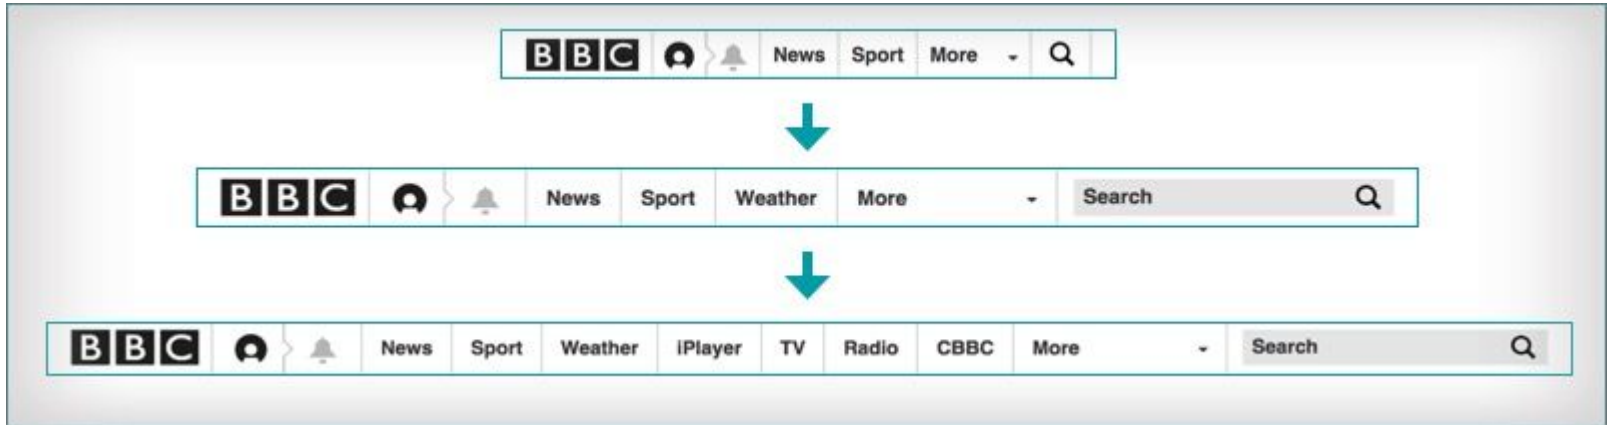 BBC News Sport More
BBC News Sport Weather More Search
BBC News Sport Weather iPlayer TV Radio CBBC More Search